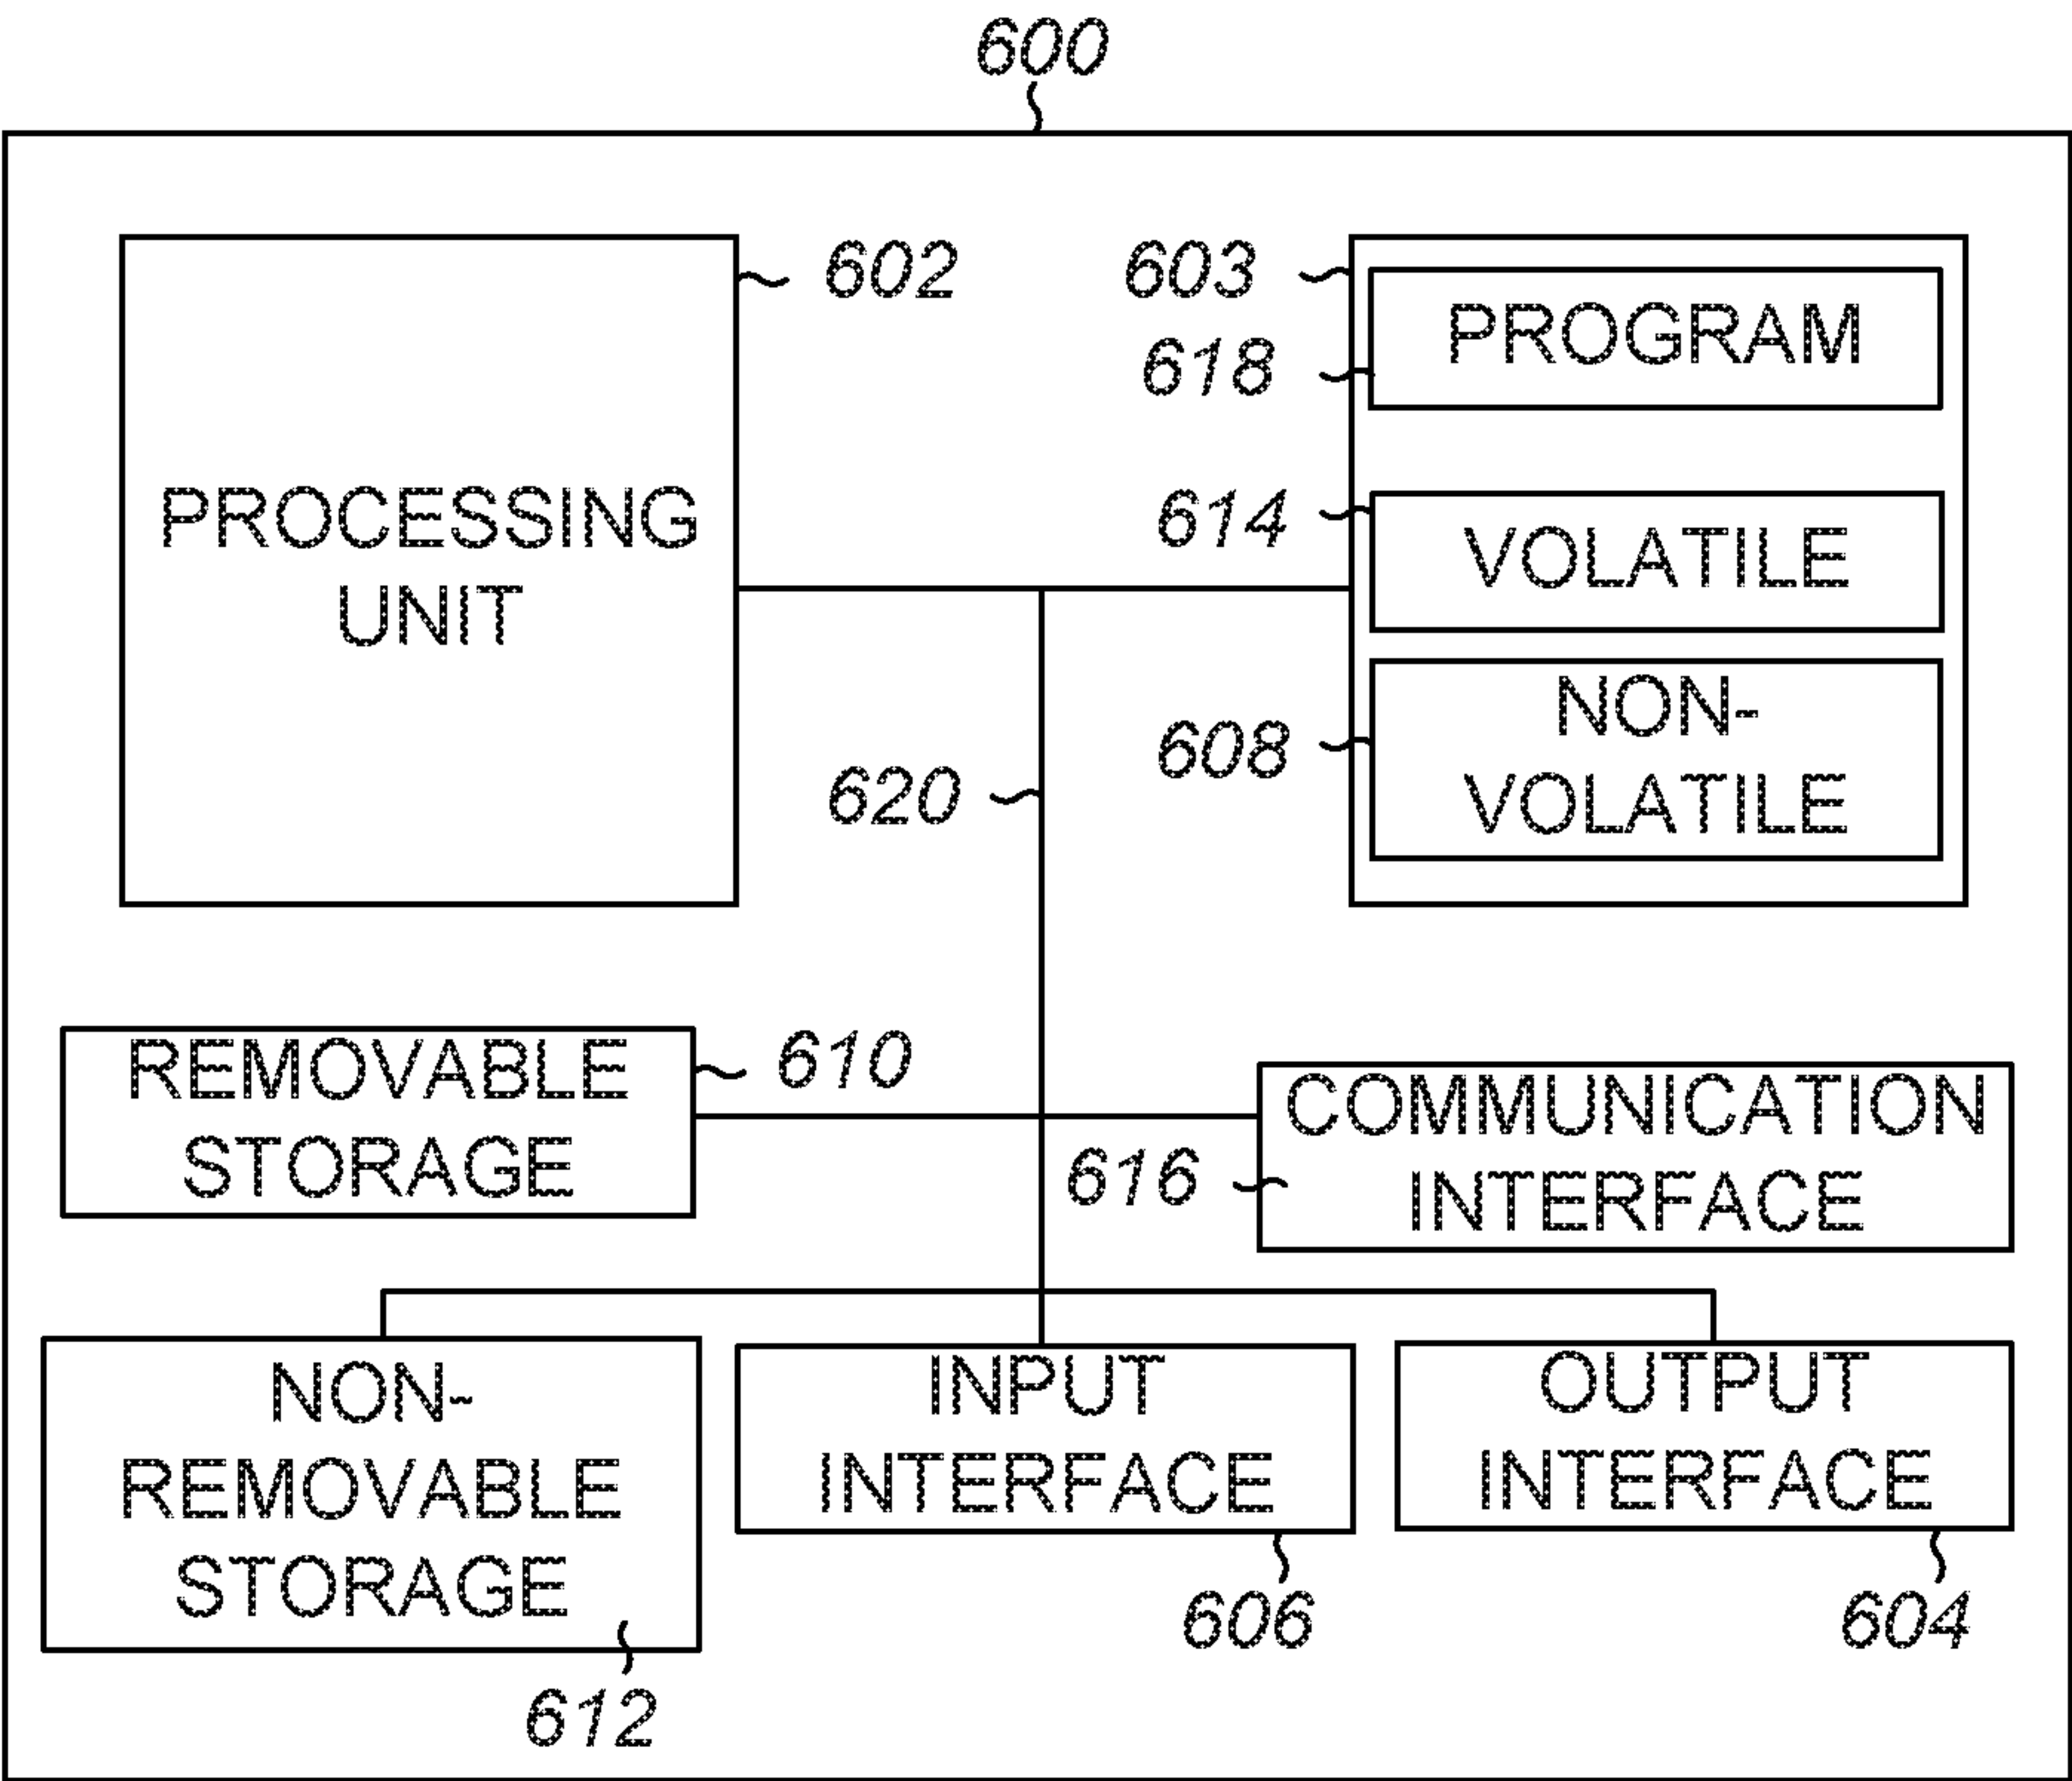 600
602
603
PROGRAM
618
PROCESSING
UNIT
614
VOLATILE
608
NON-
VOLATILE
620
REMOVABLE
STORAGE
610
COMMUNICATION
INTERFACE
616
NON-
REMOVABLE
STORAGE
612
INPUT
INTERFACE
606
OUTPUT
INTERFACE
604